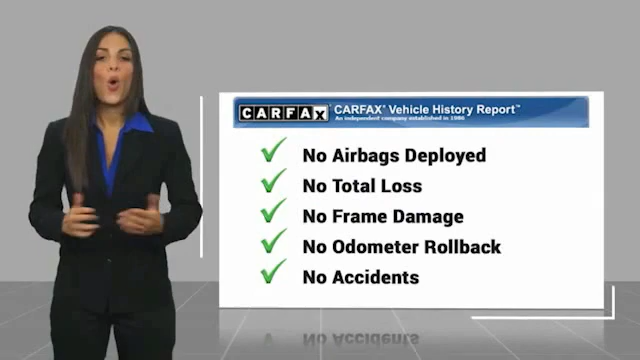 CARFAX CARFAX® Vehicle History Report™
An independent company established in 1986
No Airbags Deployed
No Total Loss
No Frame Damage
No Odometer Rollback
No Accidents